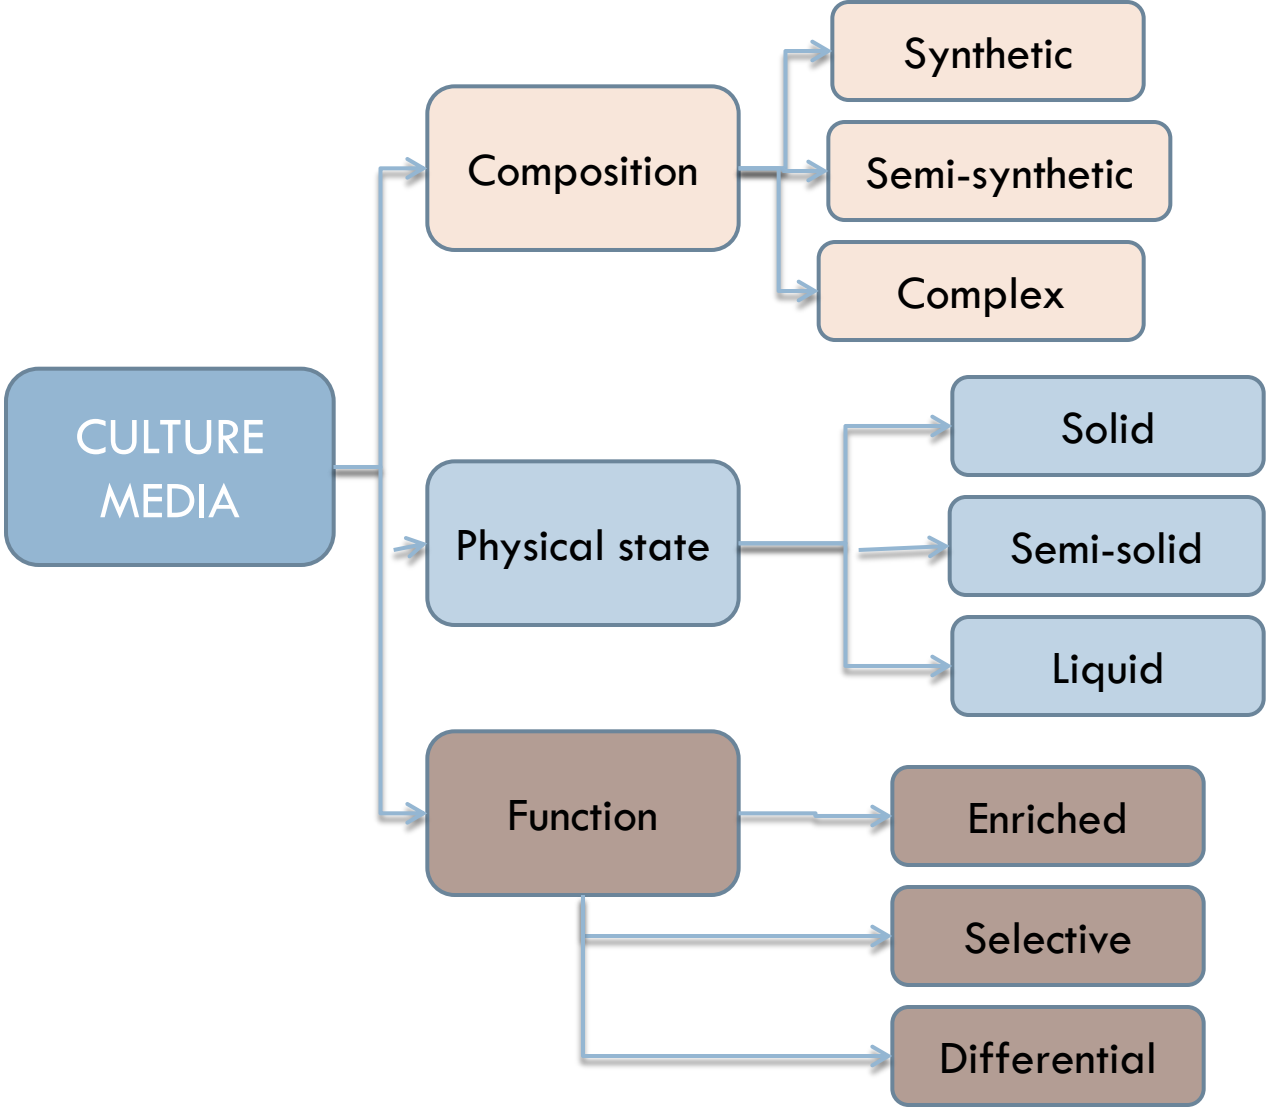 CULTURE
MEDIA
Composition
Synthetic
Semi-synthetic
Complex
Physical state
Solid
Semi-solid
Liquid
Function
Enriched
Selective
Differential